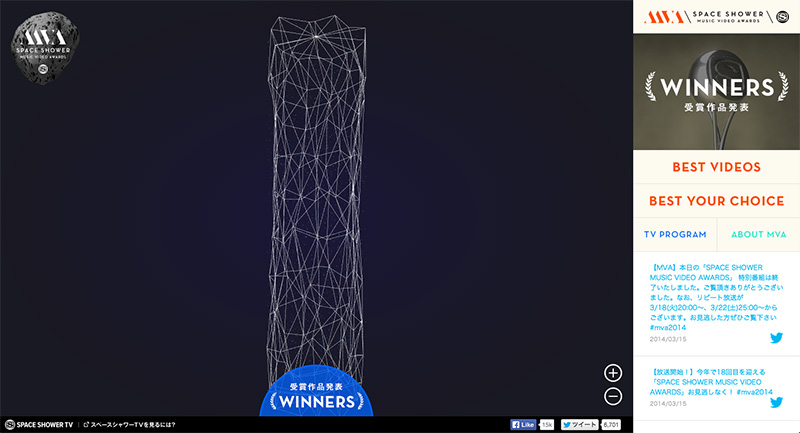 MVA
SPACE SHOWER
MUSIC VIDEO AWARDS
受賞作品発表
WINNERS
SPACE SHOWER TV
スペースシャワーTVを見るには?
Like 15k
ツイート 6,701
MVA SPACE SHOWER
MUSIC VIDEO AWARDS
WINNERS
受賞作品発表
BEST VIDEOS
BEST YOUR CHOICE
TV PROGRAM
ABOUT MVA
【MVA】本日の「SPACE SHOWER
MUSIC VIDEO AWARDS」 特別番組は終
了いたしました。ご覧頂きありがとうござい
ました。なお、リピート放送が
3/18(火)20:00〜、3/22(土)25:00〜から
ございます。お見逃した方ぜひご覧下さい
#mva2014
2014/03/15
【放送開始！】今年で18回目を迎える
「SPACE SHOWER MUSIC VIDEO
AWARDS」お見逃しなく！ #mva2014
2014/03/15